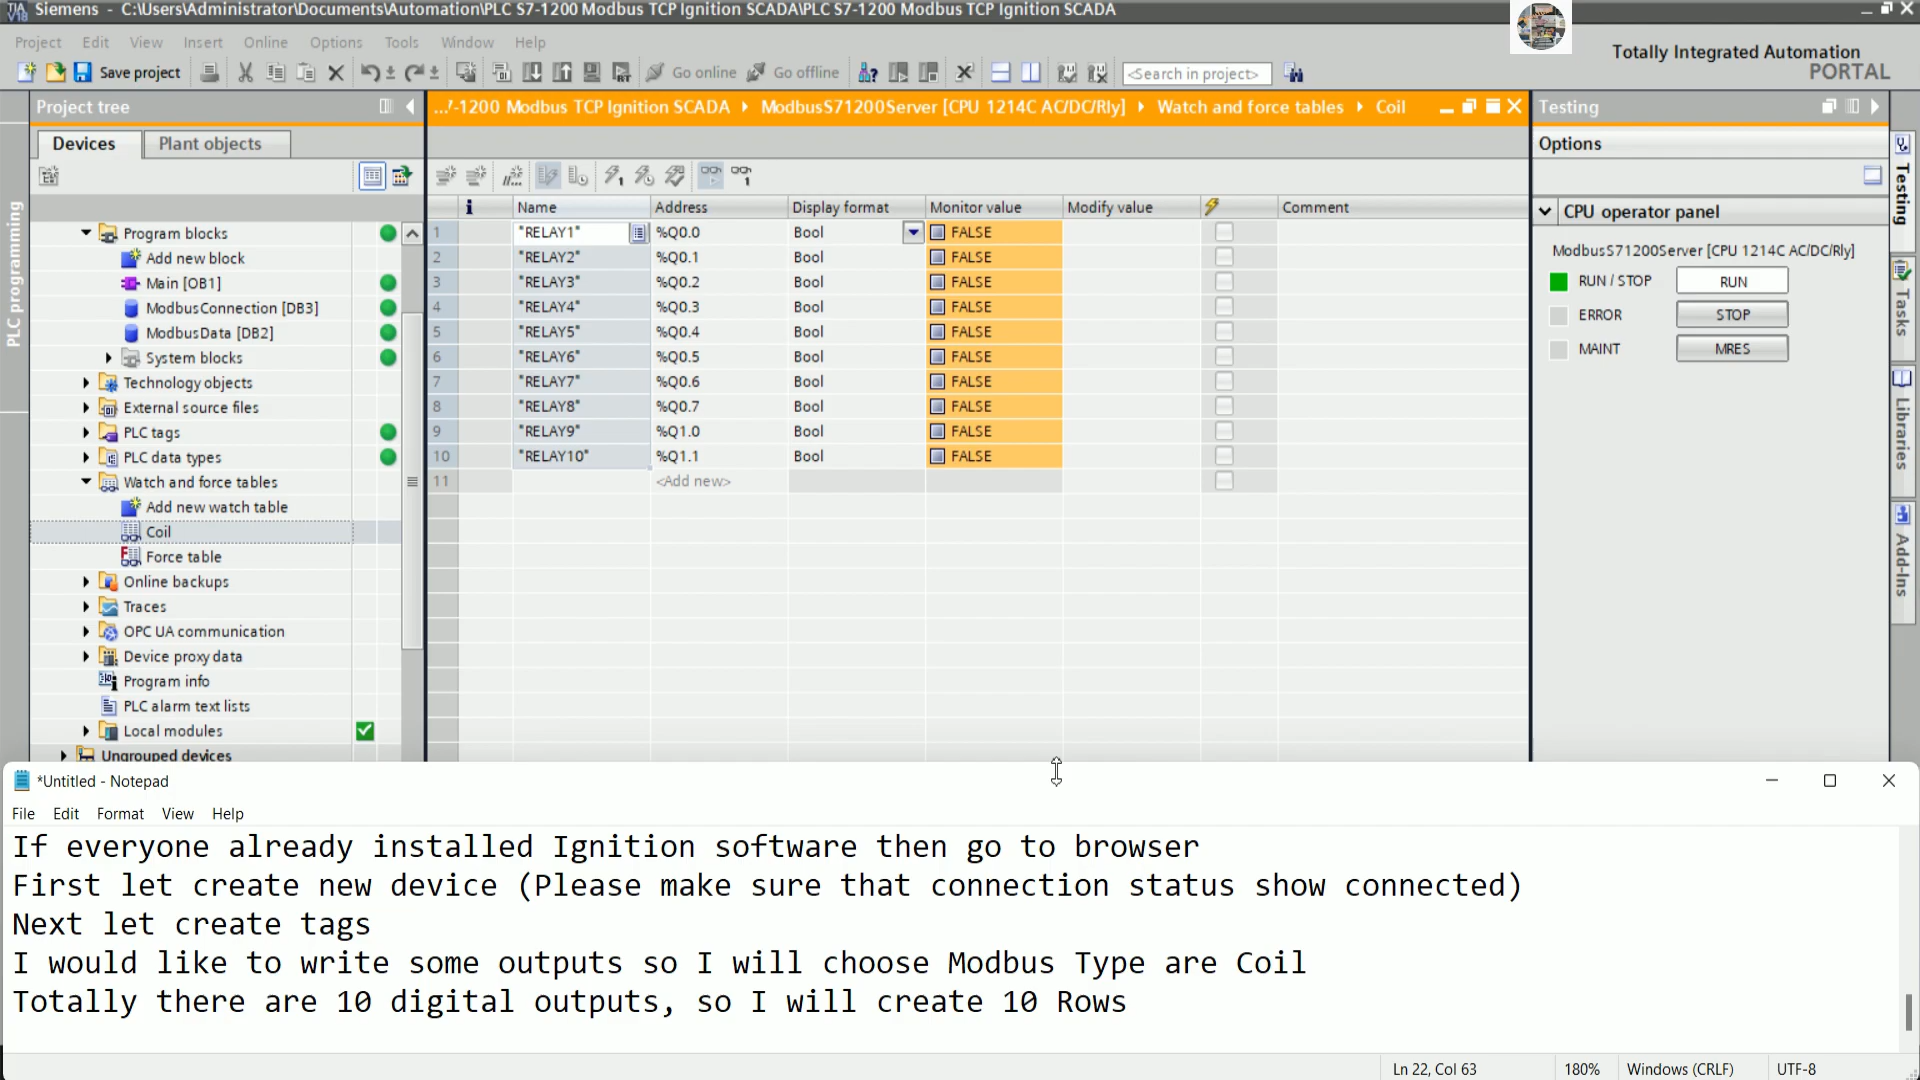 Siemens - C:\Users\Administrator\Documents\Automation\PLC S7-1200 Modbus TCP Ignition SCADA\PLC S7-1200 Modbus TCP Ignition SCADA
Project Edit View Insert Online Options Tools Window Help
Totally Integrated Automation
PORTAL
Save project Go online Go offline <Search in project>
Project tree
...'-1200 Modbus TCP Ignition SCADA ModbusS71200Server [CPU 1214C AC/DC/Rly] Watch and force tables Coil
Testing
Devices Plant objects
Options
PLC programming
i Name Address Display format Monitor value Modify value Comment
CPU operator panel
ModbusS71200Server [CPU 1214C AC/DC/Rly]
RUN / STOP RUN
ERROR STOP
MAINT MRES
Program blocks
Add new block
Main [OB1]
ModbusConnection [DB3]
ModbusData [DB2]
System blocks
Technology objects
External source files
PLC tags
PLC data types
Watch and force tables
Add new watch table
Coil
Force table
Online backups
Traces
OPC UA communication
Device proxy data
Program info
PLC alarm text lists
Local modules
Ungrouped devices
1 "RELAY1" %Q0.0 Bool FALSE
2 "RELAY2" %Q0.1 Bool FALSE
3 "RELAY3" %Q0.2 Bool FALSE
4 "RELAY4" %Q0.3 Bool FALSE
5 "RELAY5" %Q0.4 Bool FALSE
6 "RELAY6" %Q0.5 Bool FALSE
7 "RELAY7" %Q0.6 Bool FALSE
8 "RELAY8" %Q0.7 Bool FALSE
9 "RELAY9" %Q1.0 Bool FALSE
10 "RELAY10" %Q1.1 Bool FALSE
11 <Add new>
Testing
Tasks
Libraries
Add-Ins
*Untitled - Notepad
File Edit Format View Help
If everyone already installed Ignition software then go to browser
First let create new device (Please make sure that connection status show connected)
Next let create tags
I would like to write some outputs so I will choose Modbus Type are Coil
Totally there are 10 digital outputs, so I will create 10 Rows
Ln 22, Col 63 180% Windows (CRLF) UTF-8